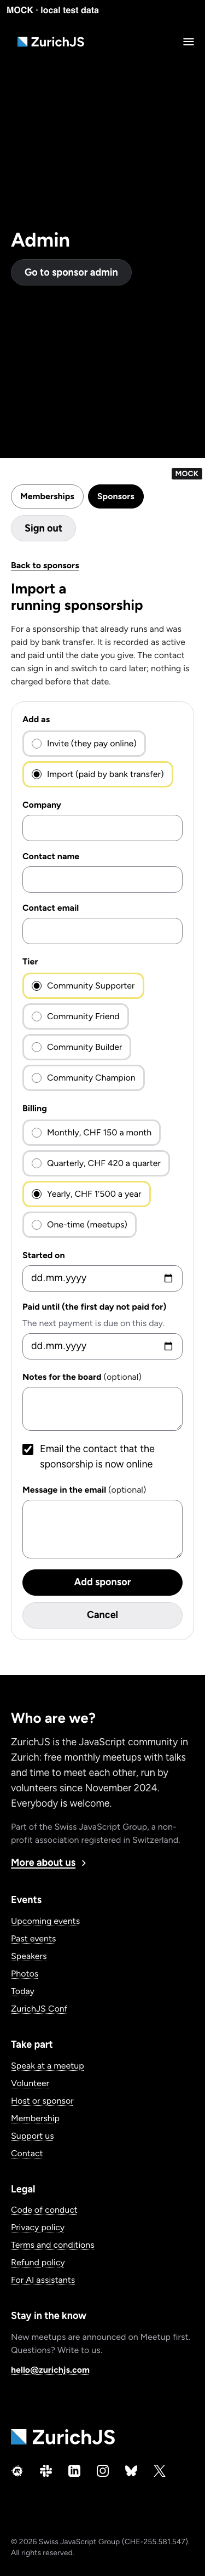 MOCK · local test data
ZurichJS
Admin
Go to sponsor admin
MOCK
Memberships
Sponsors
Sign out
Back to sponsors
Import a
running sponsorship
For a sponsorship that already runs and was
paid by bank transfer. It is recorded as active
and paid until the date you give. The contact
can sign in and switch to card later; nothing is
charged before that date.
Add as
Invite (they pay online)
Import (paid by bank transfer)
Company
Contact name
Contact email
Tier
Community Supporter
Community Friend
Community Builder
Community Champion
Billing
Monthly, CHF 150 a month
Quarterly, CHF 420 a quarter
Yearly, CHF 1'500 a year
One-time (meetups)
Started on
dd.mm.yyyy
Paid until (the first day not paid for)
The next payment is due on this day.
dd.mm.yyyy
Notes for the board (optional)
Email the contact that the
sponsorship is now online
Message in the email (optional)
Add sponsor
Cancel
Who are we?
ZurichJS is the JavaScript community in
Zurich: free monthly meetups with talks
and time to meet each other, run by
volunteers since November 2024.
Everybody is welcome.
Part of the Swiss JavaScript Group, a non-
profit association registered in Switzerland.
More about us
Events
Upcoming events
Past events
Speakers
Photos
Today
ZurichJS Conf
Take part
Speak at a meetup
Volunteer
Host or sponsor
Membership
Support us
Contact
Legal
Code of conduct
Privacy policy
Terms and conditions
Refund policy
For AI assistants
Stay in the know
New meetups are announced on Meetup first.
Questions? Write to us.
hello@zurichjs.com
ZurichJS
© 2026 Swiss JavaScript Group (CHE-255.581.547).
All rights reserved.